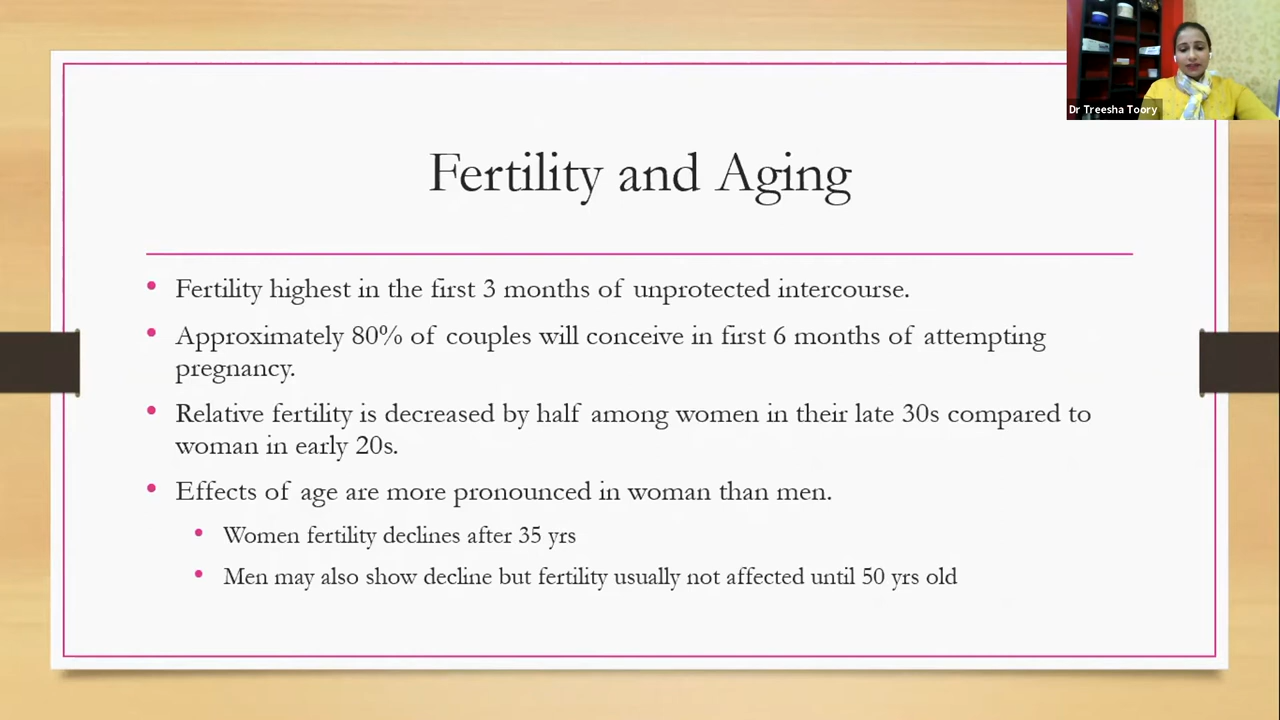 Dr Treesha Toory
Fertility and Aging
• Fertility highest in the first 3 months of unprotected intercourse.
• Approximately 80% of couples will conceive in first 6 months of attempting
pregnancy.
• Relative fertility is decreased by half among women in their late 30s compared to
woman in early 20s.
• Effects of age are more pronounced in woman than men.
• Women fertility declines after 35 yrs
• Men may also show decline but fertility usually not affected until 50 yrs old